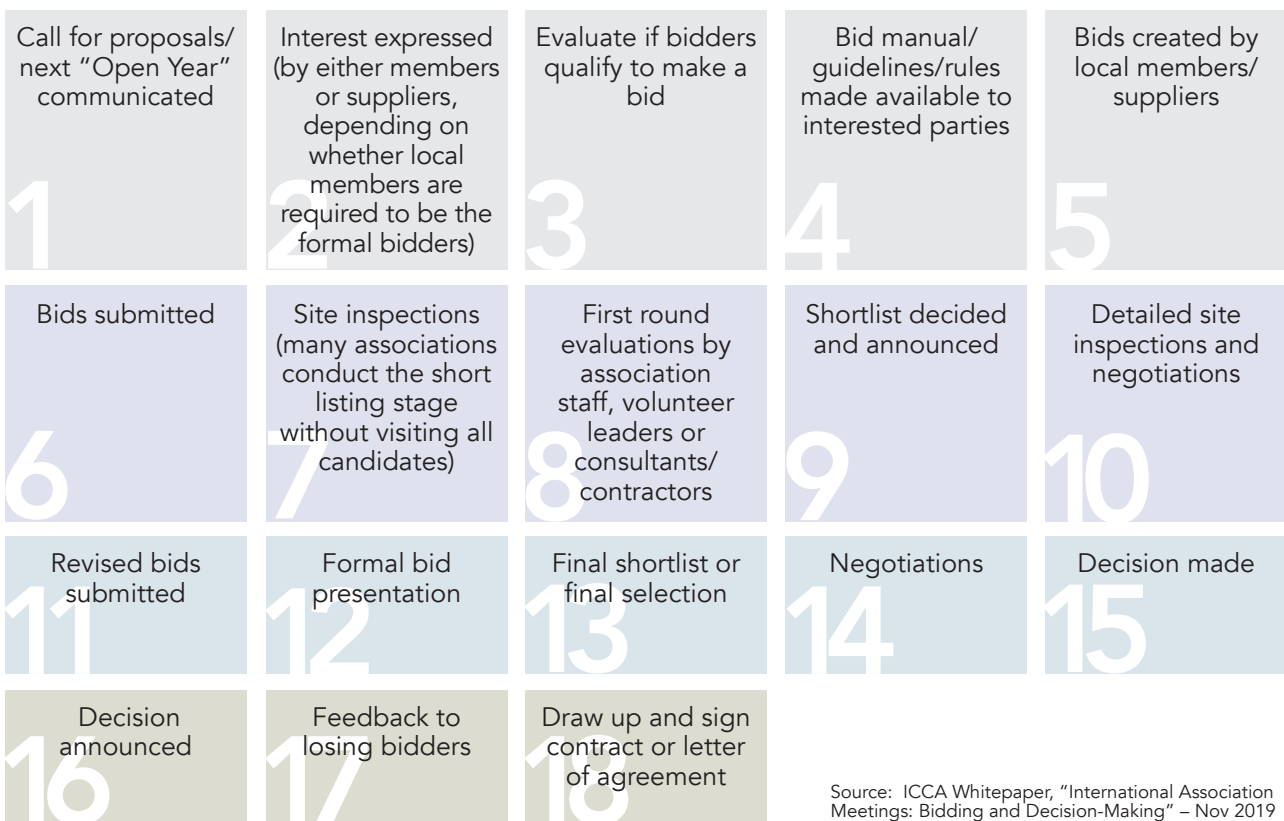 Call for proposals/
next “Open Year”
communicated
1
Interest expressed
(by either members
or suppliers,
depending on
whether local
members are
required to be the
formal bidders)
2
Evaluate if bidders
qualify to make a
bid
3
Bid manual/
guidelines/rules
made available to
interested parties
4
Bids created by
local members/
suppliers
5
Bids submitted
6
Site inspections
(many associations
conduct the short
listing stage
without visiting all
candidates)
7
First round
evaluations by
association
staff, volunteer
leaders or
consultants/
contractors
8
Shortlist decided
and announced
9
Detailed site
inspections and
negotiations
10
Revised bids
submitted
11
Formal bid
presentation
12
Final shortlist or
final selection
13
Negotiations
14
Decision made
15
Decision
announced
16
Feedback to
losing bidders
17
Draw up and sign
contract or letter
of agreement
18
Source: ICCA Whitepaper, “International Association
Meetings: Bidding and Decision-Making” – Nov 2019